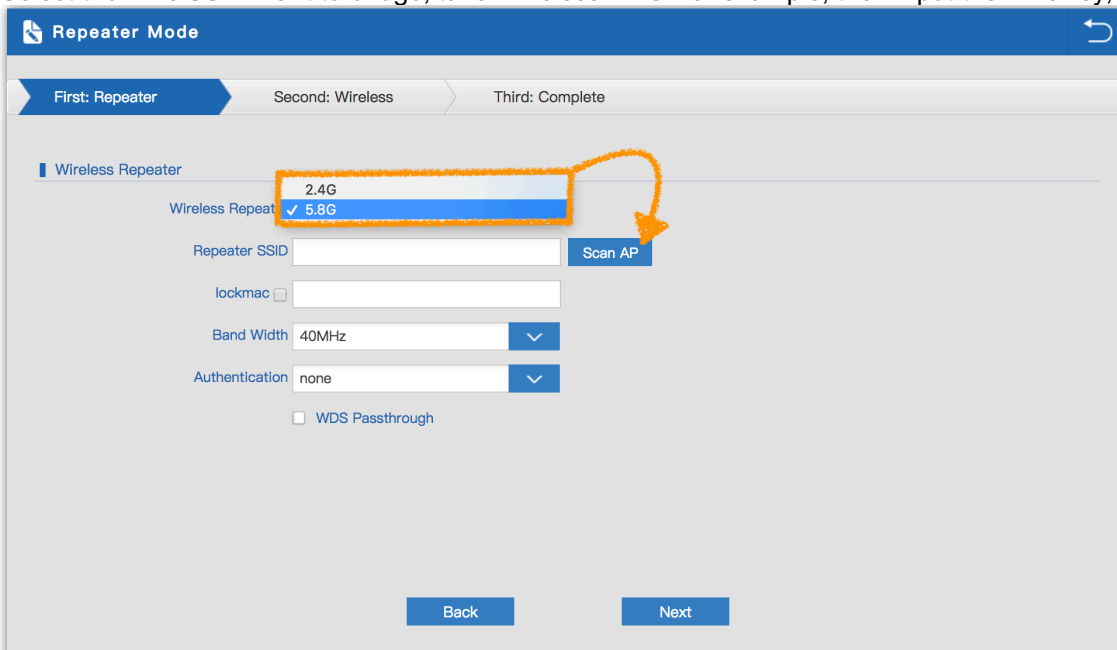 Repeater Mode
First: Repeater
Second: Wireless
Third: Complete
Wireless Repeater
2.4G
Wireless Repeat ✓ 5.8G
Repeater SSID
Scan AP
lockmac
Band Width 40MHz
Authentication none
WDS Passthrough
Back
Next